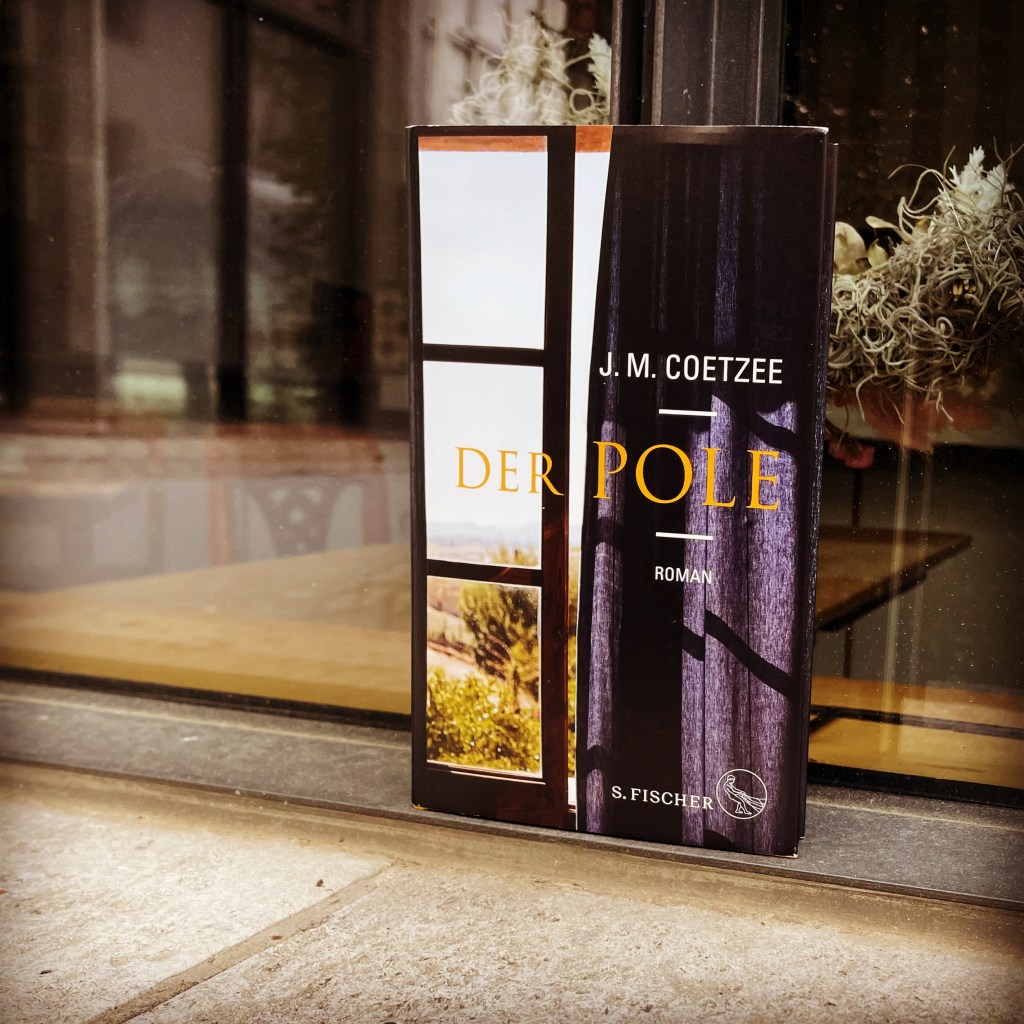 J. M. COETZEE
DER POLE
ROMAN
S. FISCHER